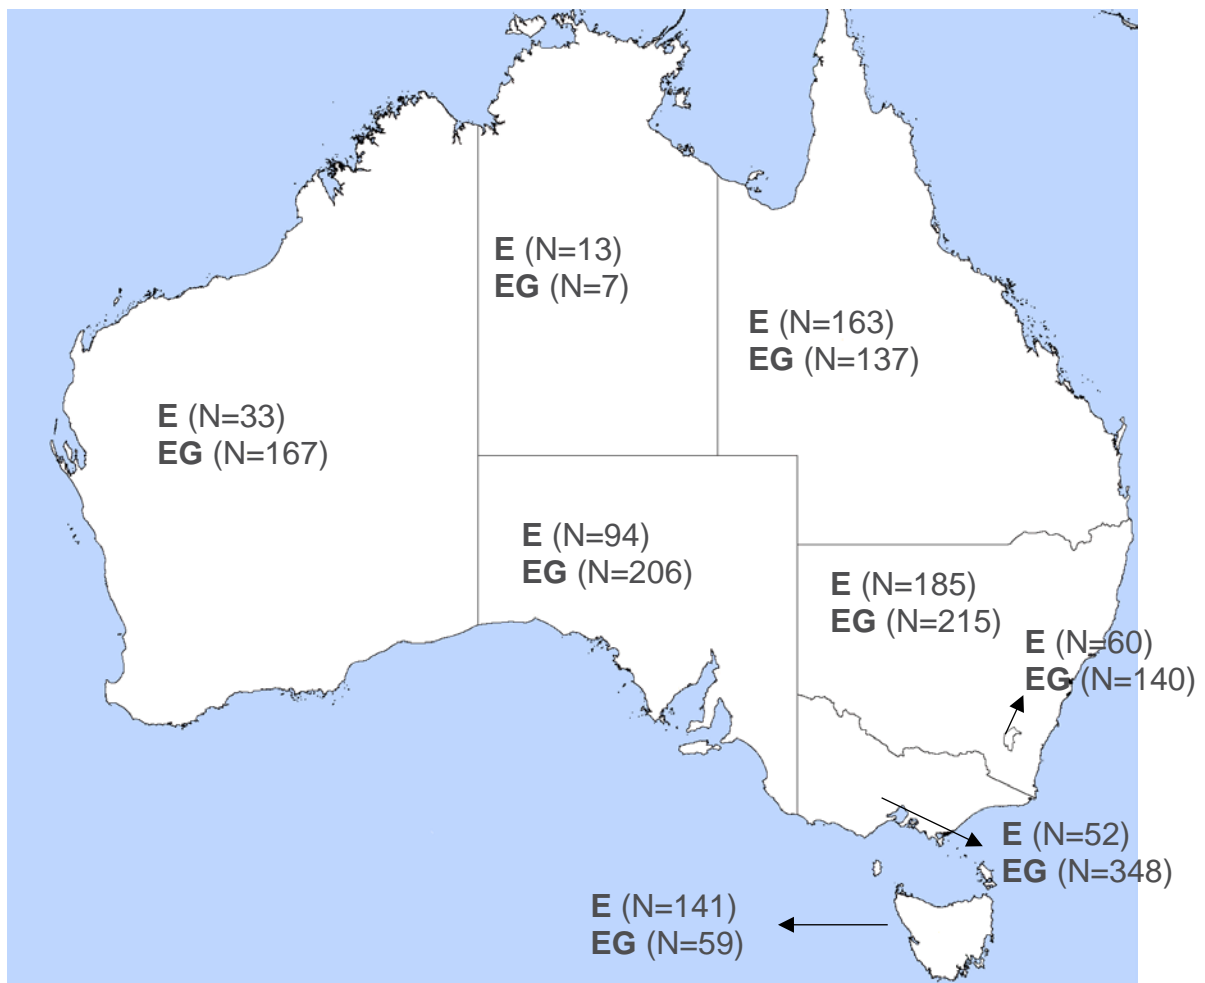 E (N=13)
EG (N=7)
E (N=163)
EG (N=137)
E (N=33)
EG (N=167)
E (N=94)
EG (N=206)
E (N=185)
EG (N=215)
E (N=60)
EG (N=140)
E (N=52)
EG (N=348)
E (N=141)
EG (N=59)